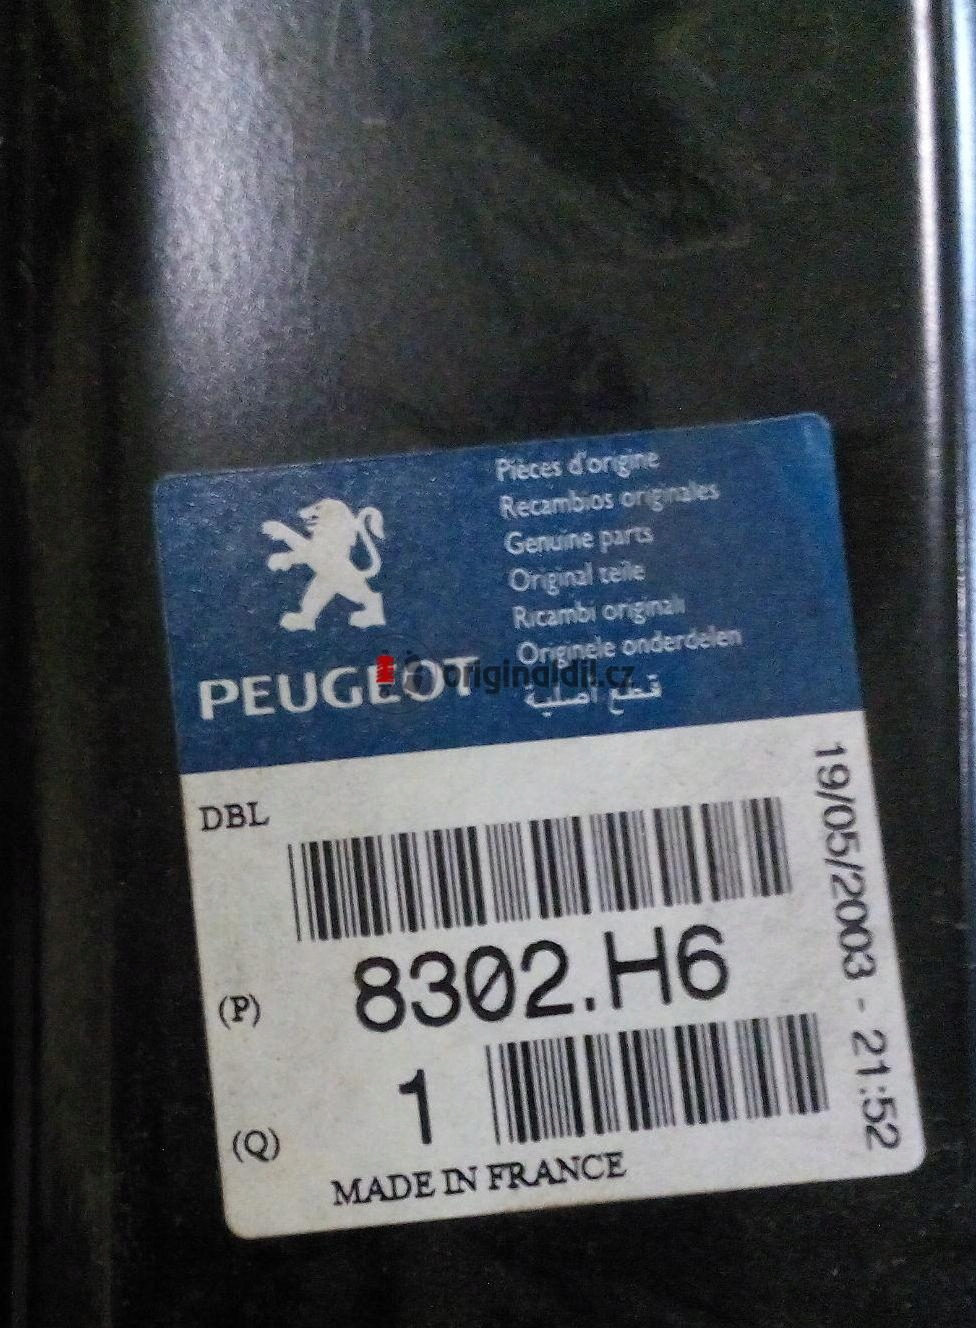 Pièces d'origine
Recambios originales
Genuine parts
Original teile
Ricambi originali
Originele onderdelen
قطع أصلية
PEUGEOT
originaldil.cz
DBL
19/05/2003 - 21:52
(P) 8302.H6
(Q) 1
MADE IN FRANCE